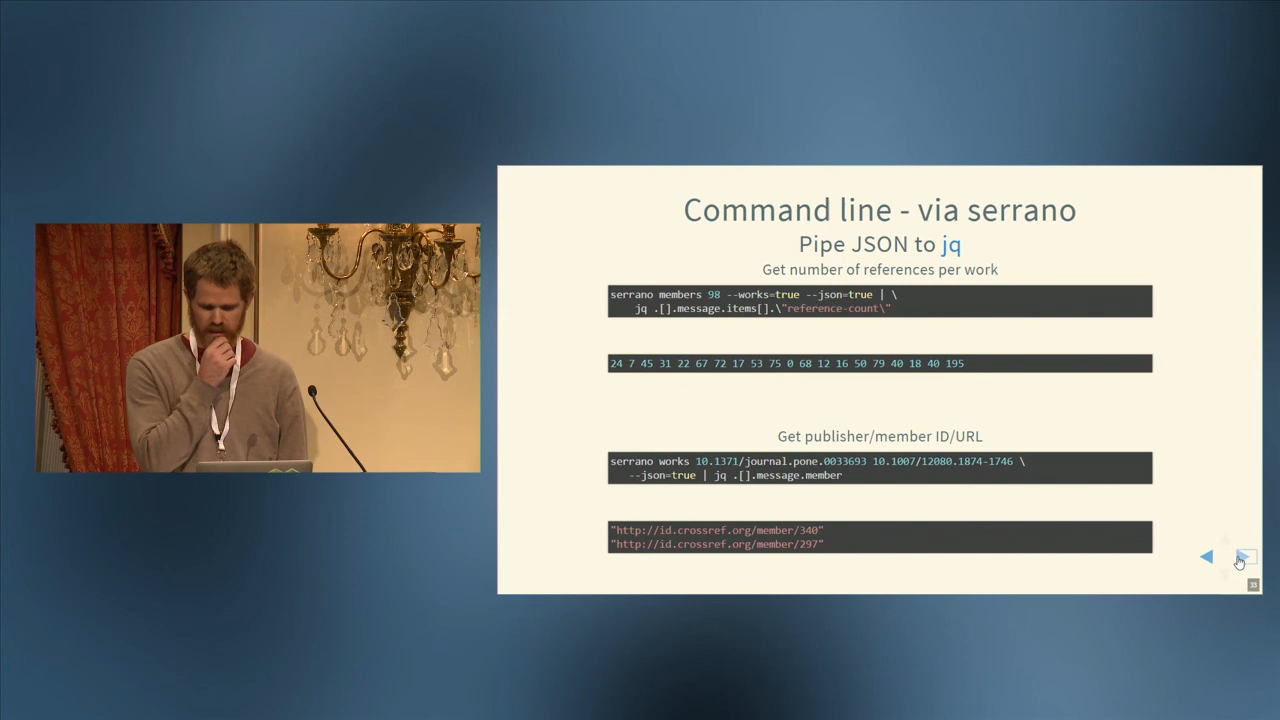 Command line - via serrano
Pipe JSON to jq
Get number of references per work
serrano members 98 --works=true --json=true | \
jq .[].message.items[].\"reference-count\"
24 7 45 31 22 67 72 17 53 75 0 68 12 16 50 79 40 18 40 195
Get publisher/member ID/URL
serrano works 10.1371/journal.pone.0033693 10.1007/12080.1874-1746 \
--json=true | jq .[].message.member
"http://id.crossref.org/member/340"
"http://id.crossref.org/member/297"
33